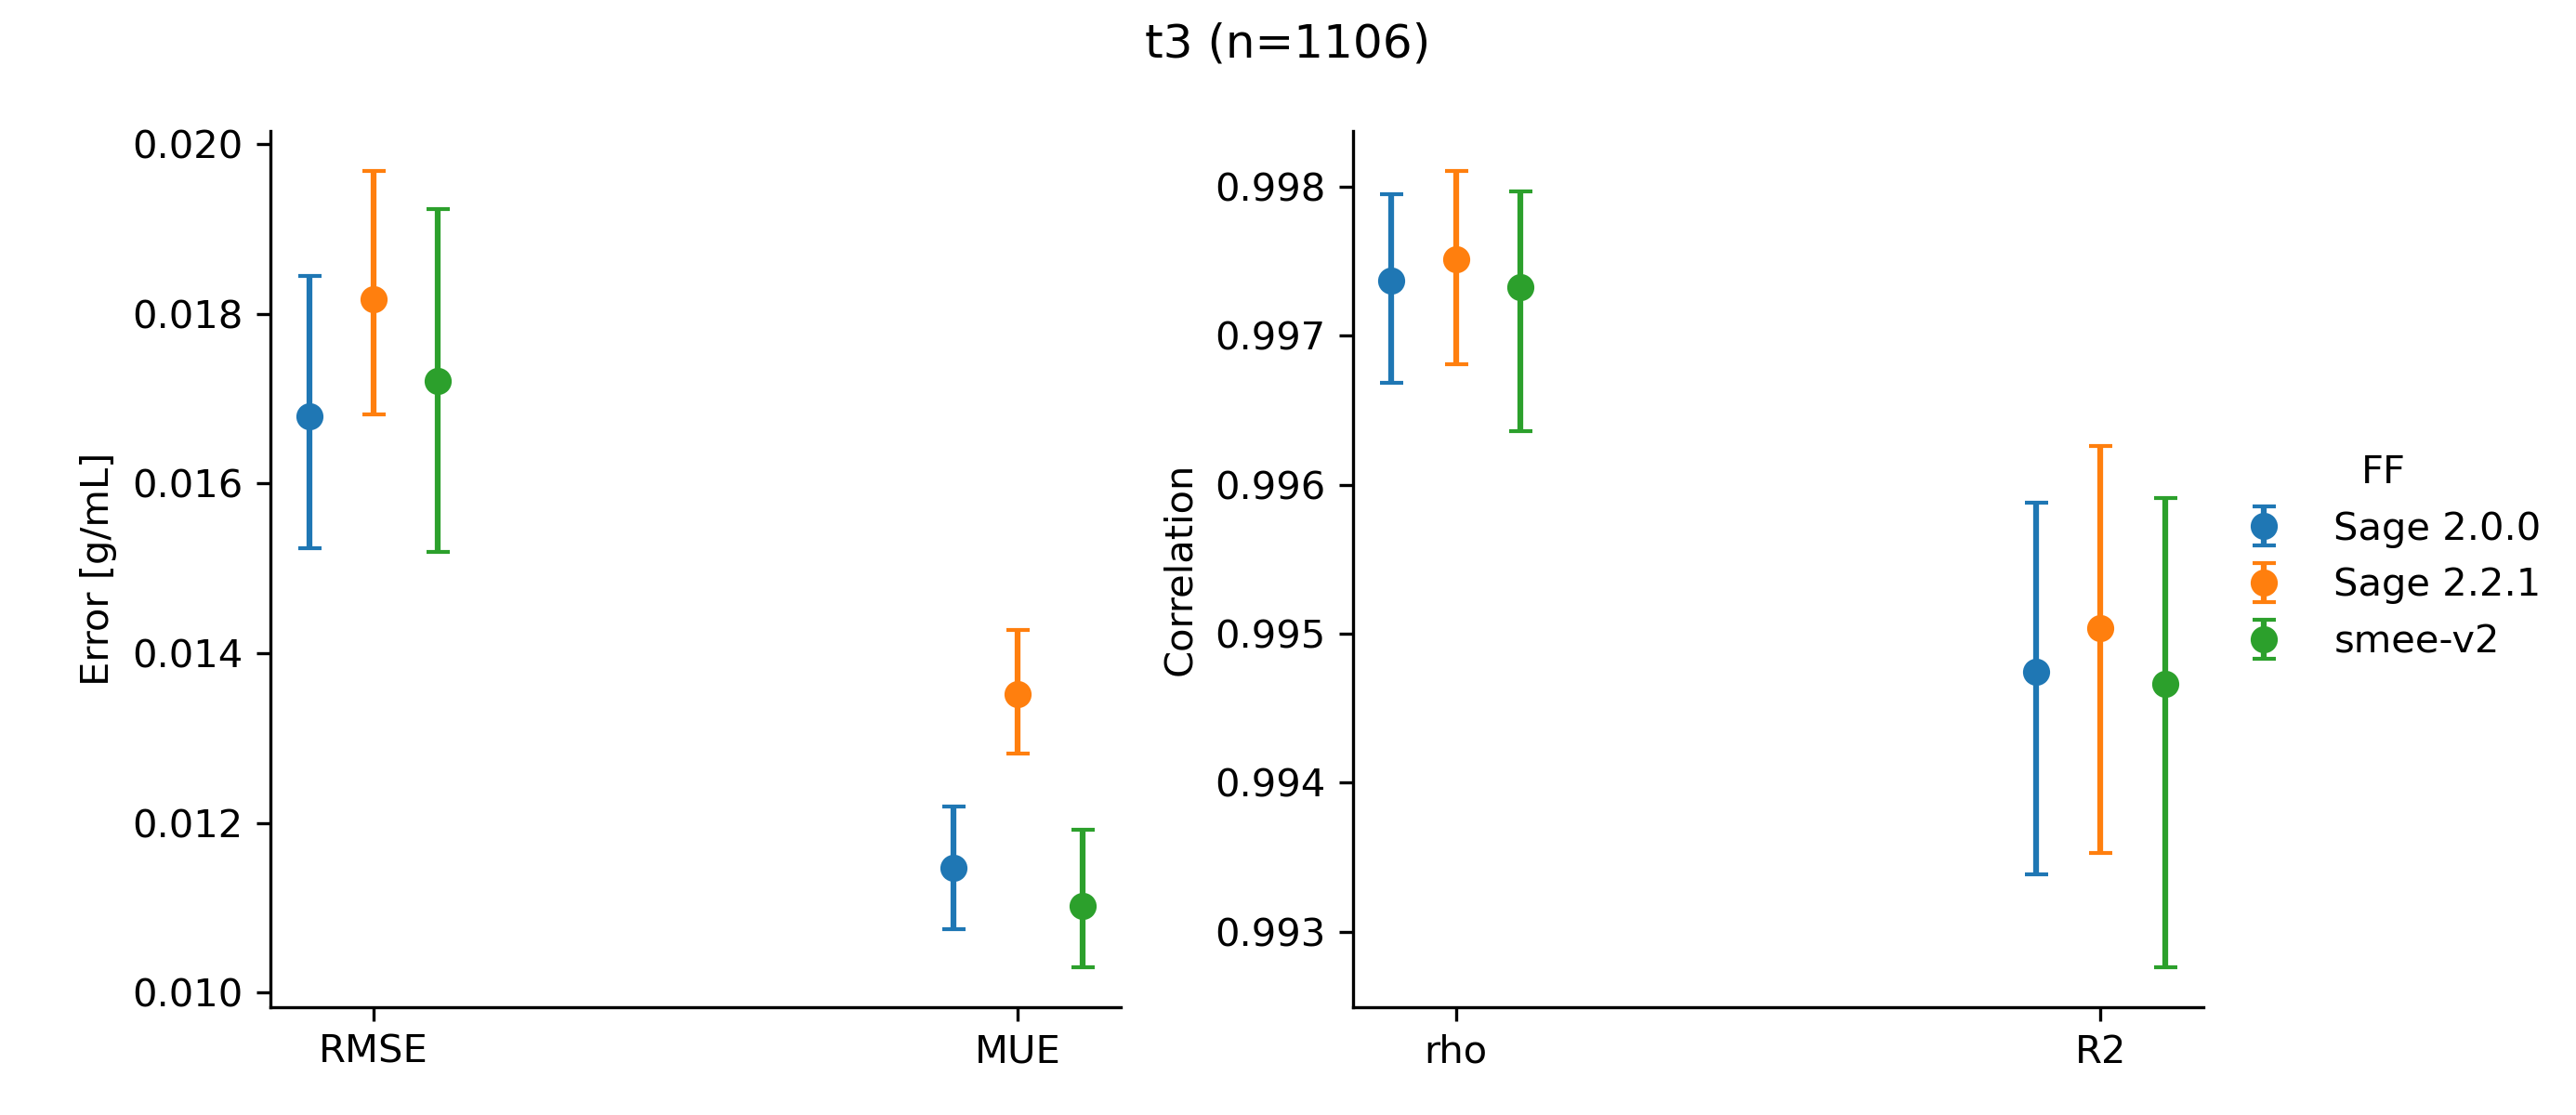 t3 (n=1106)
Error [g/mL]
0.020
0.018
0.016
0.014
0.012
0.010
RMSE
MUE
Correlation
0.998
0.997
0.996
0.995
0.994
0.993
rho
R2
FF
Sage 2.0.0
Sage 2.2.1
smee-v2